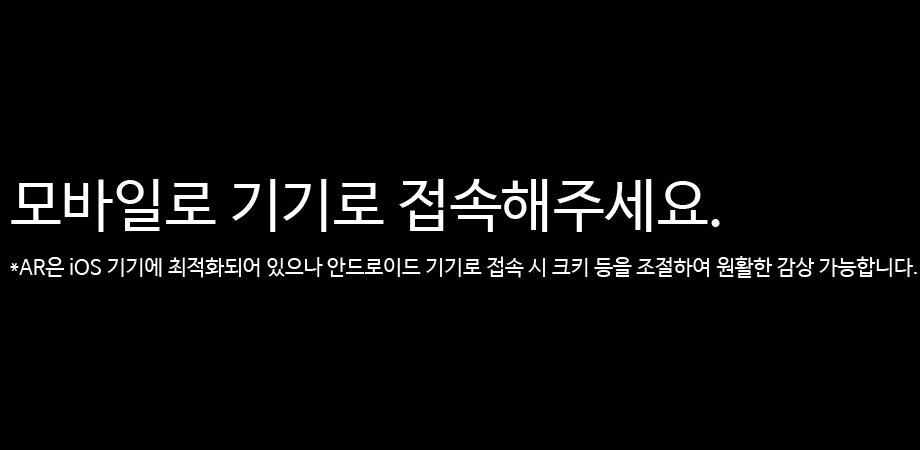 모바일로 기기로 접속해주세요.
*AR은 iOS 기기에 최적화되어 있으나 안드로이드 기기로 접속 시 크키 등을 조절하여 원활한 감상 가능합니다.